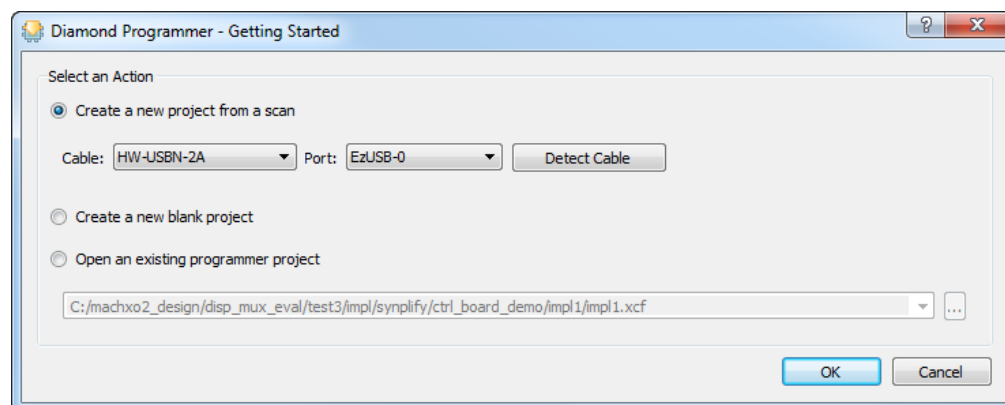 Diamond Programmer - Getting Started
?
Select an Action
Create a new project from a scan
Cable: HW-USBN-2A Port: EzUSB-0 Detect Cable
Create a new blank project
Open an existing programmer project
C:/machxo2_design/disp_mux_eval/test3/impl/synplify/ctrl_board_demo/impl1/impl1.xcf ...
OK Cancel